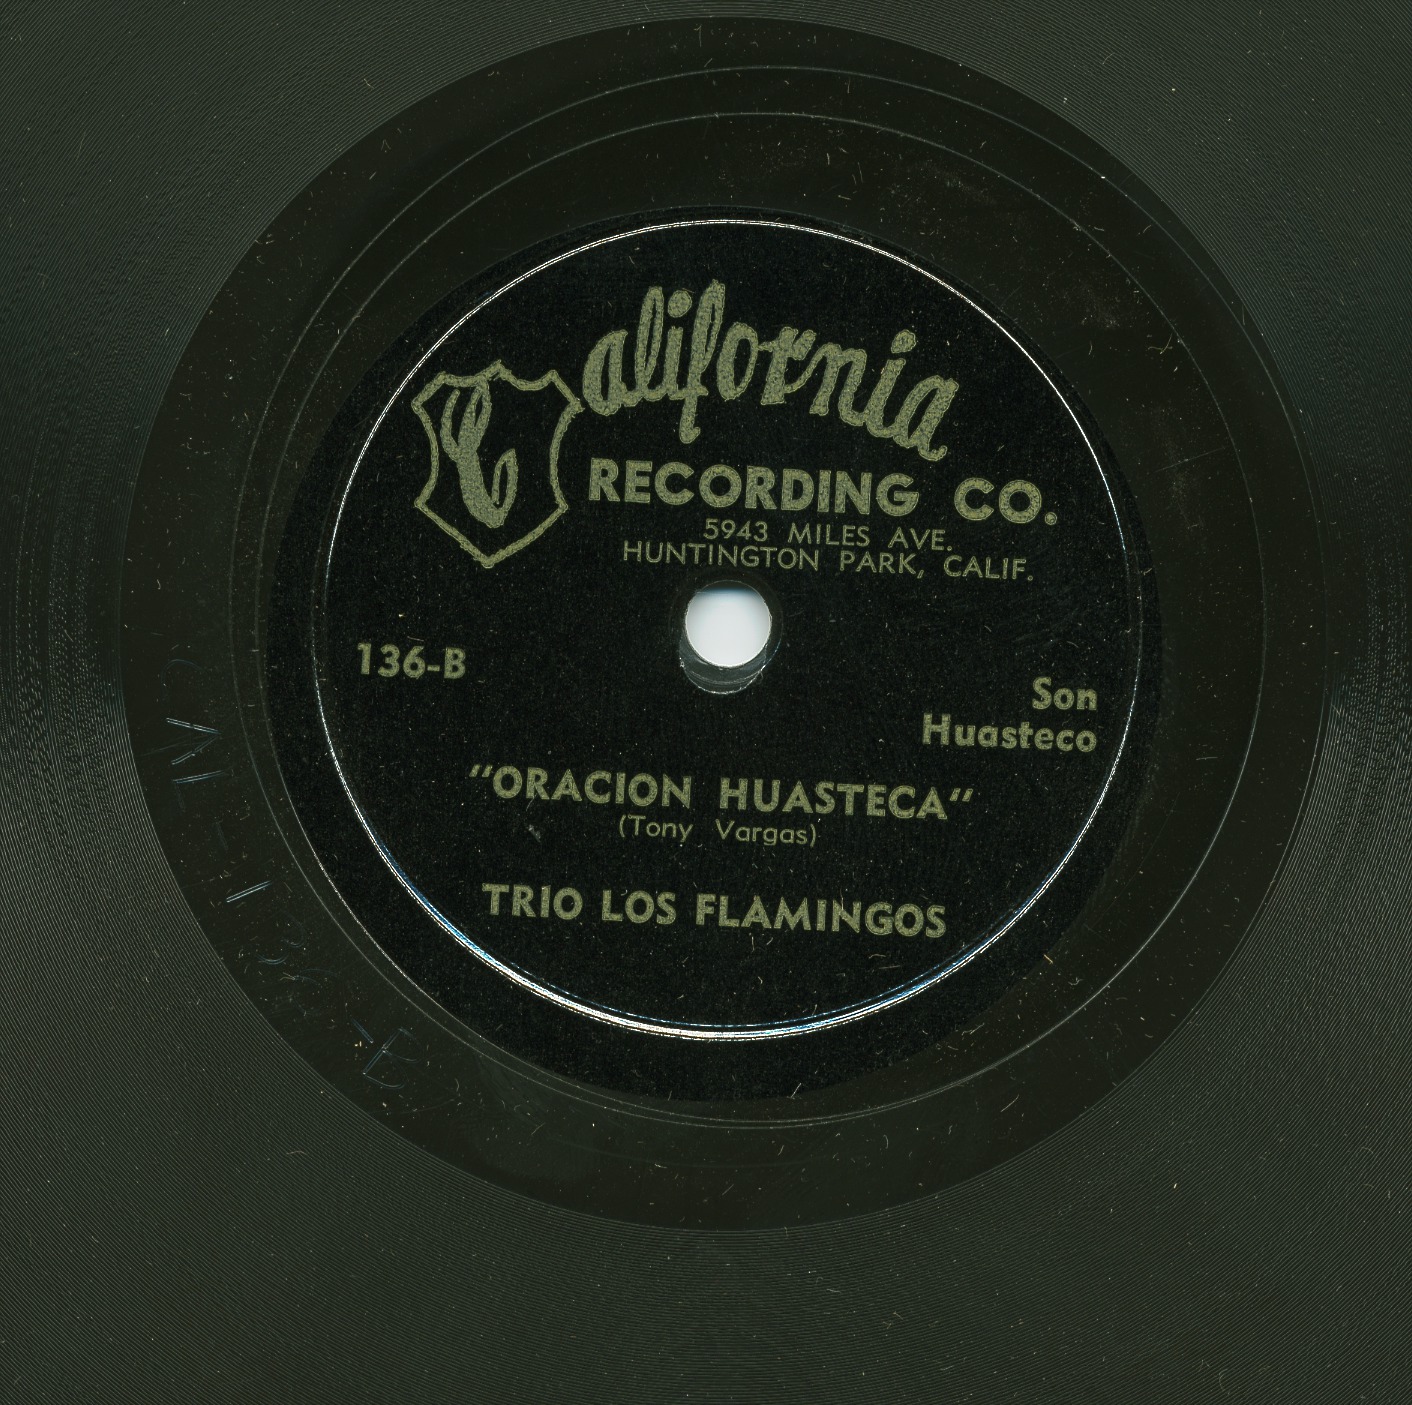 California
RECORDING CO.
5943 MILES AVE.
HUNTINGTON PARK, CALIF.
136-B
Son
Huasteco
"ORACION HUASTECA"
(Tony Vargas)
TRIO LOS FLAMINGOS